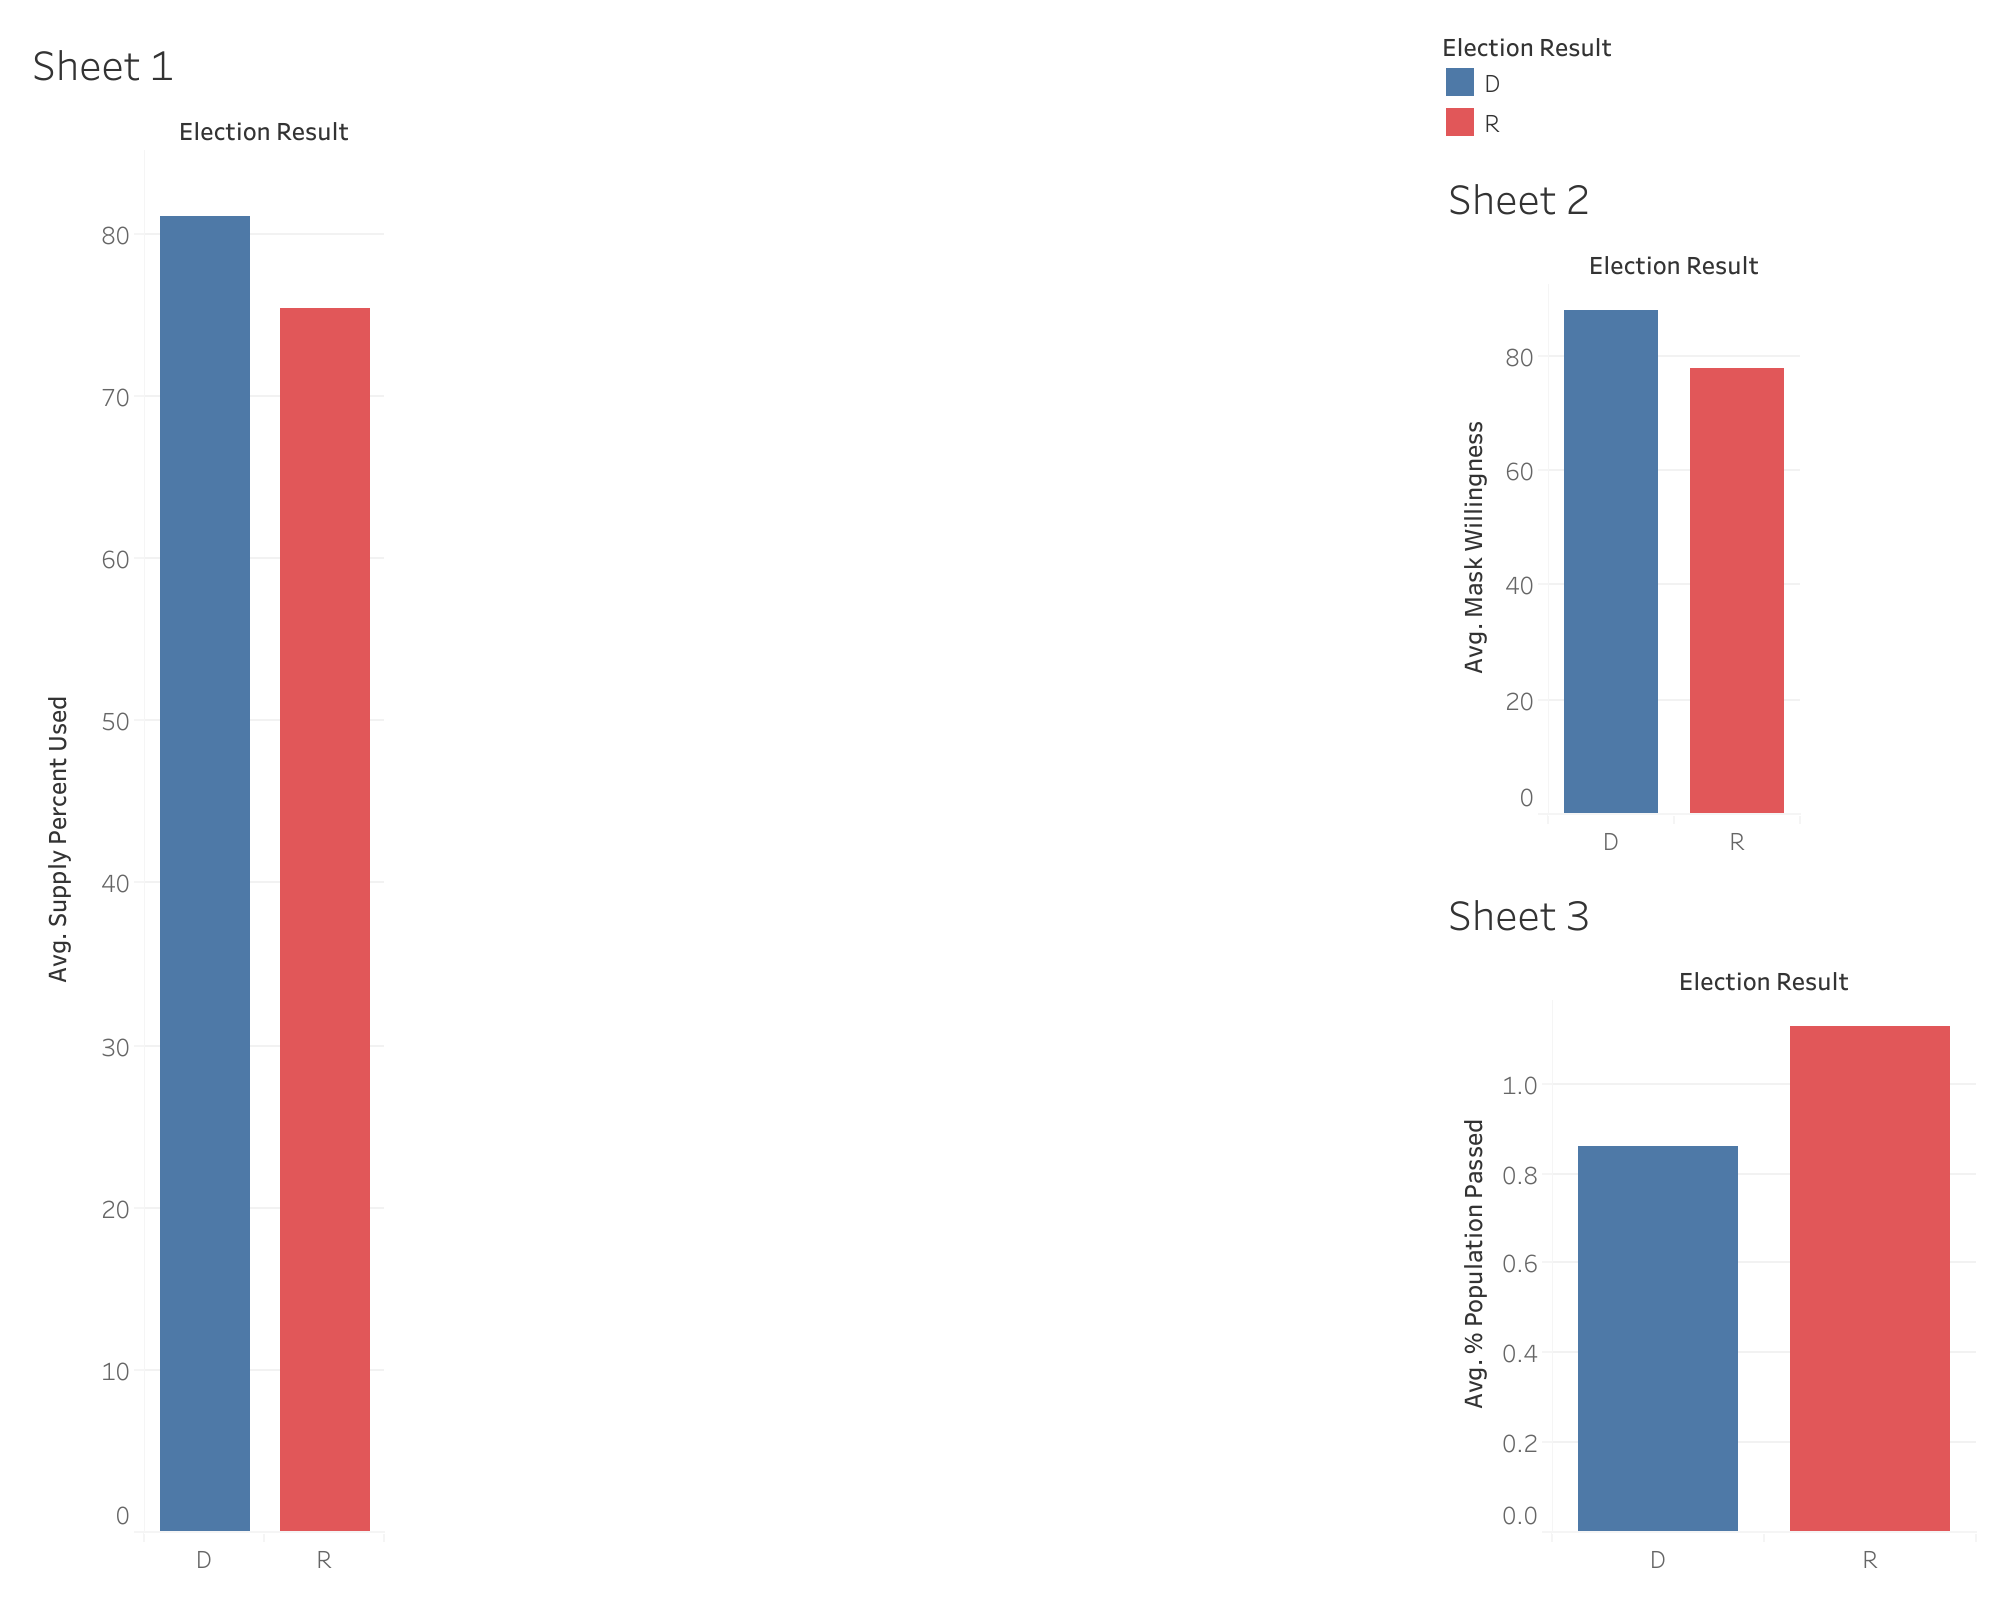 Sheet 1
Election Result
80
70
60
50
40
30
20
10
0
Avg. Supply Percent Used
D
R
Election Result
D
R
Sheet 2
Election Result
80
60
40
20
0
Avg. Mask Willingness
D
R
Sheet 3
Election Result
1.0
0.8
0.6
0.4
0.2
0.0
Avg. % Population Passed
D
R